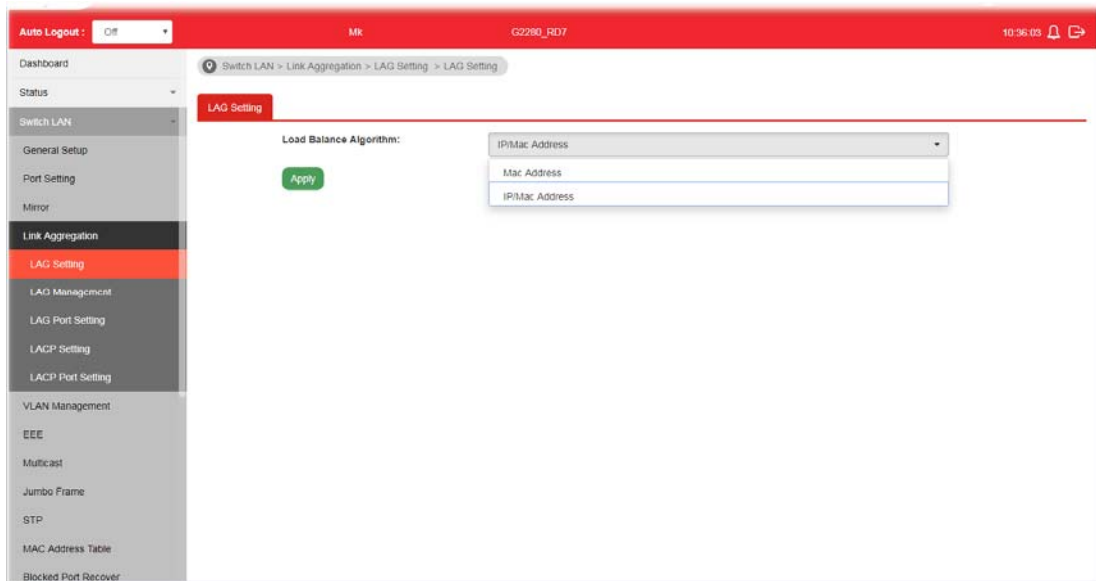 Auto Logout : Off Mk G2280_RD7 10:36:03
Dashboard
Status
Switch LAN
General Setup
Port Setting
Mirror
Link Aggregation
LAG Setting
LAG Management
LAG Port Setting
LACP Setting
LACP Port Setting
VLAN Management
EEE
Multicast
Jumbo Frame
STP
MAC Address Table
Blocked Port Recover
Switch LAN > Link Aggregation > LAG Setting > LAG Setting
LAG Setting
Load Balance Algorithm: IP/Mac Address
Mac Address
IP/Mac Address
Apply